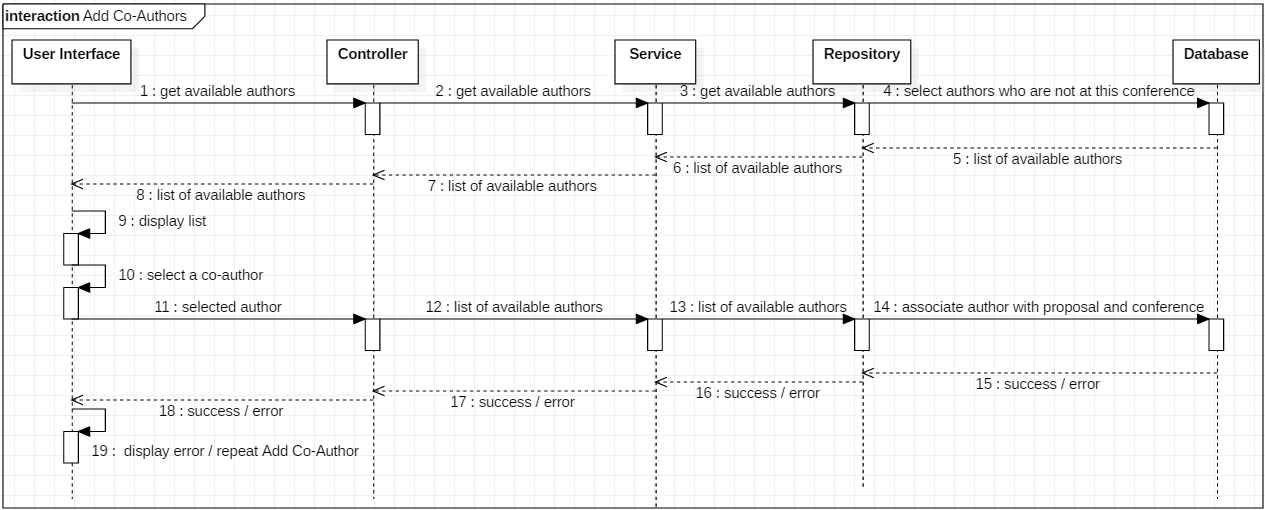 interaction Add Co-Authors
User Interface
Controller
Service
Repository
Database
1 : get available authors
2 : get available authors
3 : get available authors
4 : select authors who are not at this conference
5 : list of available authors
6 : list of available authors
7 : list of available authors
8 : list of available authors
9 : display list
10 : select a co-author
11 : selected author
12 : list of available authors
13 : list of available authors
14 : associate author with proposal and conference
15 : success / error
16 : success / error
17 : success / error
18 : success / error
19 :  display error / repeat Add Co-Author